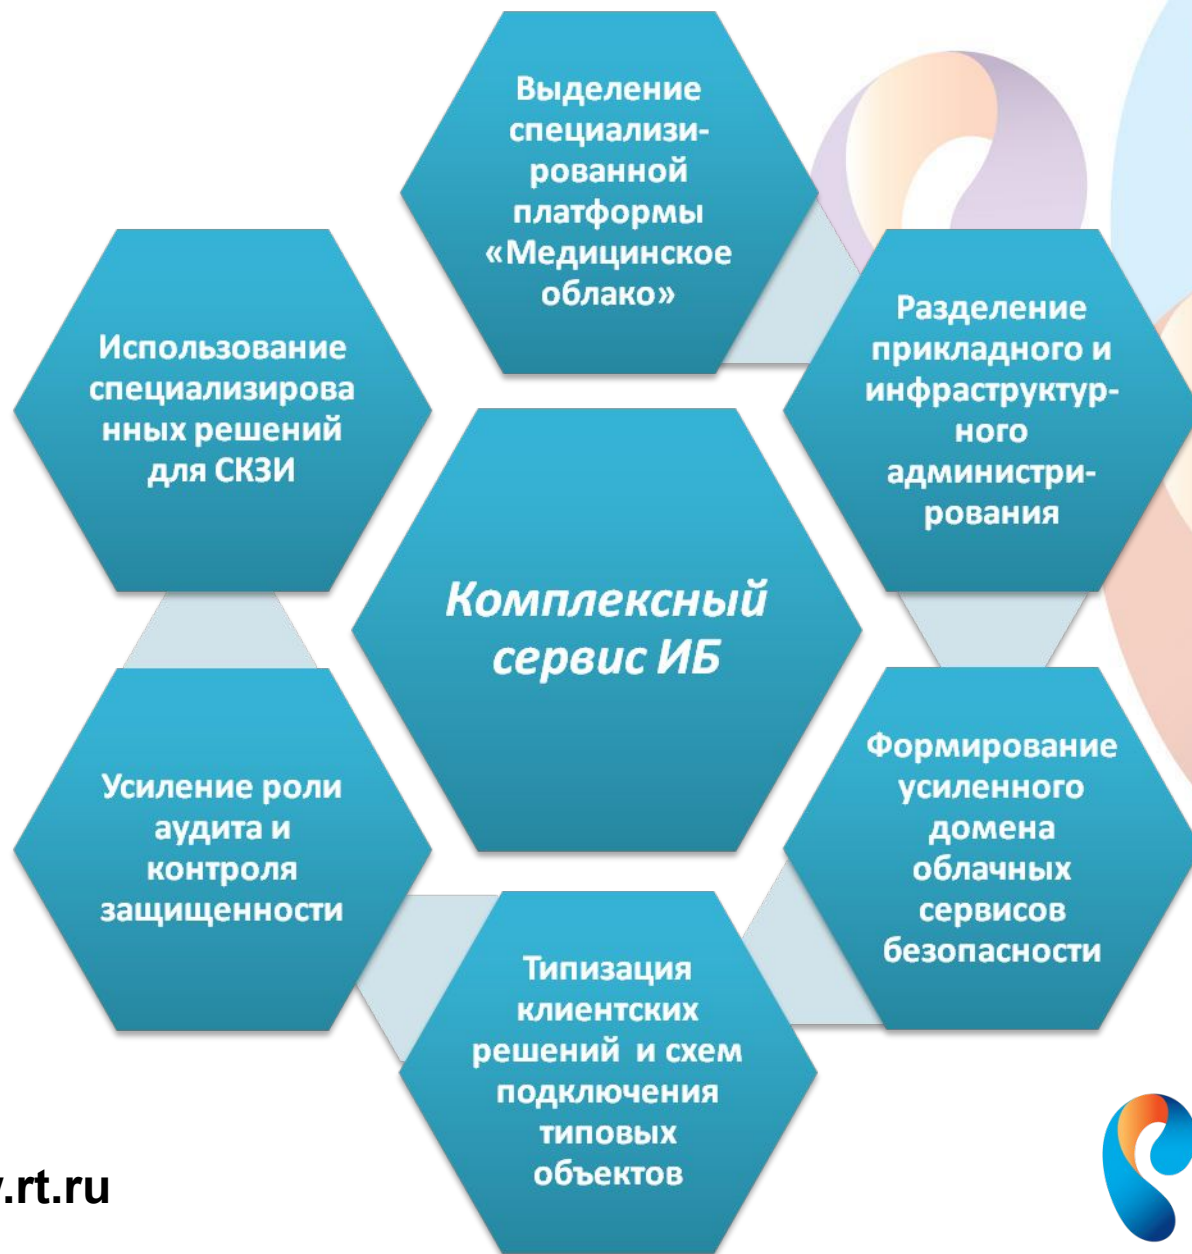 Выделение
специализи-
рованной
платформы
«Медицинское
облако»
Разделение
прикладного и
инфраструктур-
ного
администри-
рования
Формирование
усиленного
домена
облачных
сервисов
безопасности
Типизация
клиентских
решений и схем
подключения
типовых
объектов
Усиление роли
аудита и
контроля
защищенности
Использование
специализирова
нных решений
для СКЗИ
Комплексный
сервис ИБ
.rt.ru